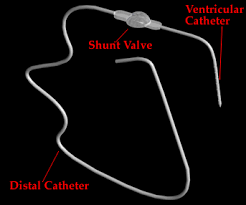 Ventricular
Catheter
Shunt Valve
Distal Catheter